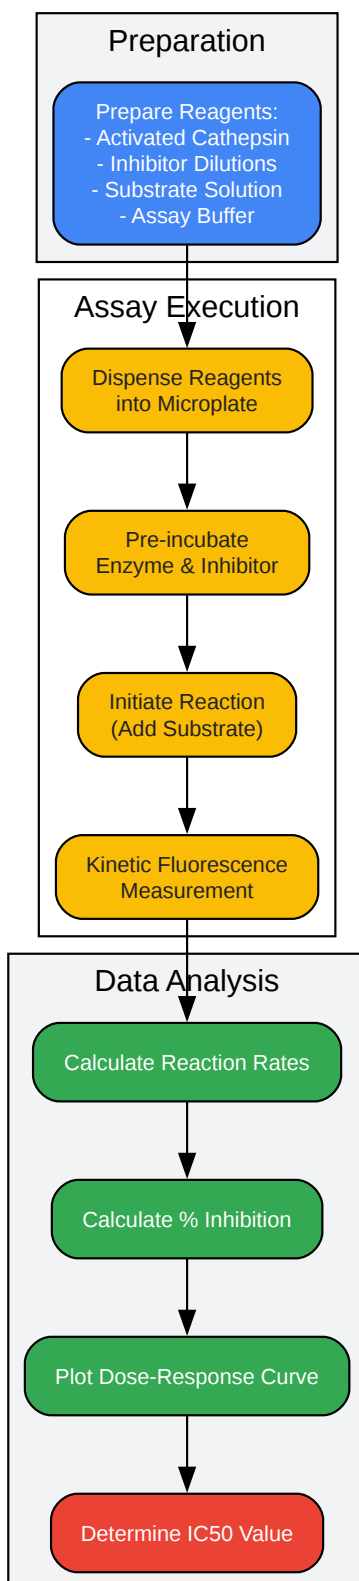 Preparation
Prepare Reagents:
- Activated Cathepsin
- Inhibitor Dilutions
- Substrate Solution
- Assay Buffer
Assay Execution
Dispense Reagents
into Microplate
Pre-incubate
Enzyme & Inhibitor
Initiate Reaction
(Add Substrate)
Kinetic Fluorescence
Measurement
Data Analysis
Calculate Reaction Rates
Calculate % Inhibition
Plot Dose-Response Curve
Determine IC50 Value